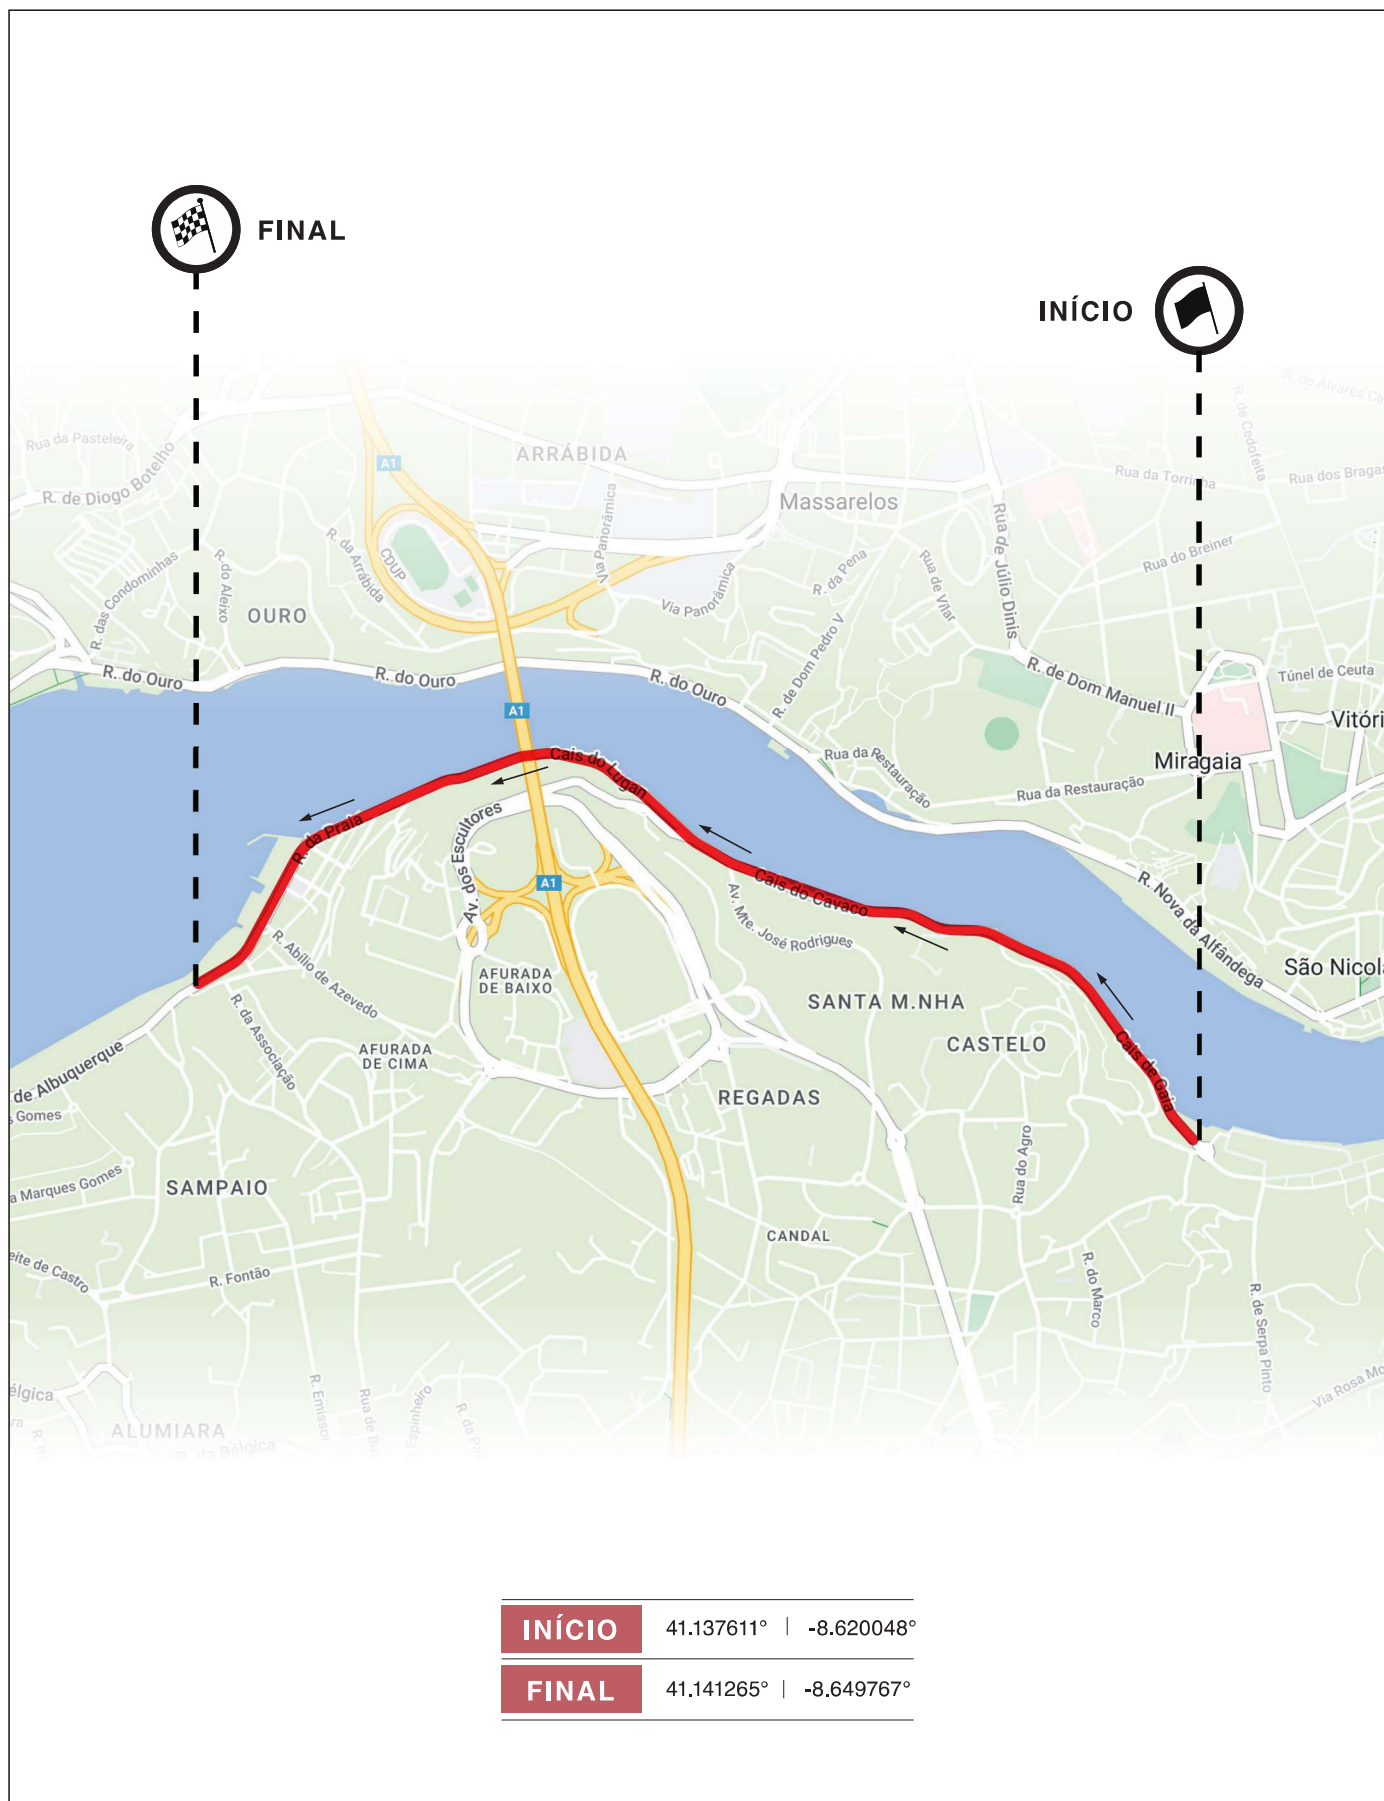 FINAL
INÍCIO
Rua da Pasteleira
R. de Diogo Botelho
A1
ARRÁBIDA
Massarelos
R. de Cedofeita
Rua da Torrinha
Rua dos Bragas
R. das Condominhas
R. do Aleixo
OURO
R. da Arrábida
CDUP
Via Panorâmica
Via Panorâmica
R. da Pena
Rua de Vilar
Rua de Júlio Dinis
Rua do Breiner
R. do Ouro
R. do Ouro
R. do Ouro
R. de Dom Pedro V
R. de Dom Manuel II
Túnel de Ceuta
Vitóri
Miragaia
Rua da Restauração
Rua da Restauração
A1
Cais do Lugan
R. da Praia
Av. dos Escultores
A1
Cais do Cavaco
Av. Mte. José Rodrigues
R. Nova da Alfândega
São Nicola
R. Abílio de Azevedo
AFURADA
DE BAIXO
SANTA M.NHA
CASTELO
R. da Associação
AFURADA
DE CIMA
Cais de Gaia
de Albuquerque
s Gomes
REGADAS
a Marques Gomes
SAMPAIO
Rua do Agro
CANDAL
eite de Castro
R. Fontão
R. do Marco
R. de Serpa Pinto
Via Rosa Mo
élgica
ALUMIARA
R. da Bélgica
R. Emissor
Espinheiro
INÍCIO 41.137611° | -8.620048°
FINAL 41.141265° | -8.649767°